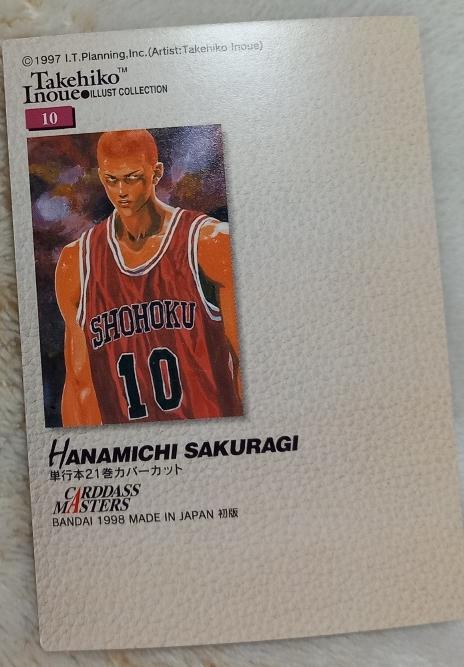 ©1997 I.T.Planning,Inc.(Artist:Takehiko Inoue)
Takehiko™
Inoue●ILLUST COLLECTION
10
SHOHOKU
10
HANAMICHI SAKURAGI
単行本21巻カバーカット
CARDDASS
MASTERS
BANDAI 1998 MADE IN JAPAN 初版